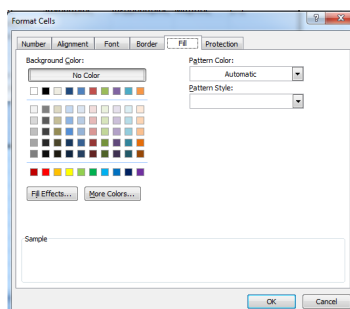 Format Cells
Number Alignment Font Border Fill Protection
Background Color:
No Color
Fill Effects... More Colors...
Pattern Color:
Automatic
Pattern Style:
Sample
OK Cancel